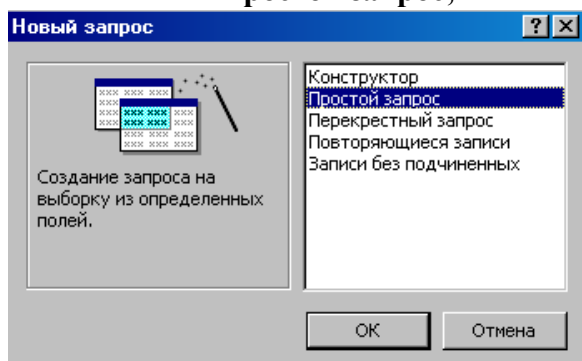 Новый запрос
Создание запроса на
выборку из определенных
полей.
Конструктор
Простой запрос
Перекрестный запрос
Повторяющиеся записи
Записи без подчиненных
ОК
Отмена